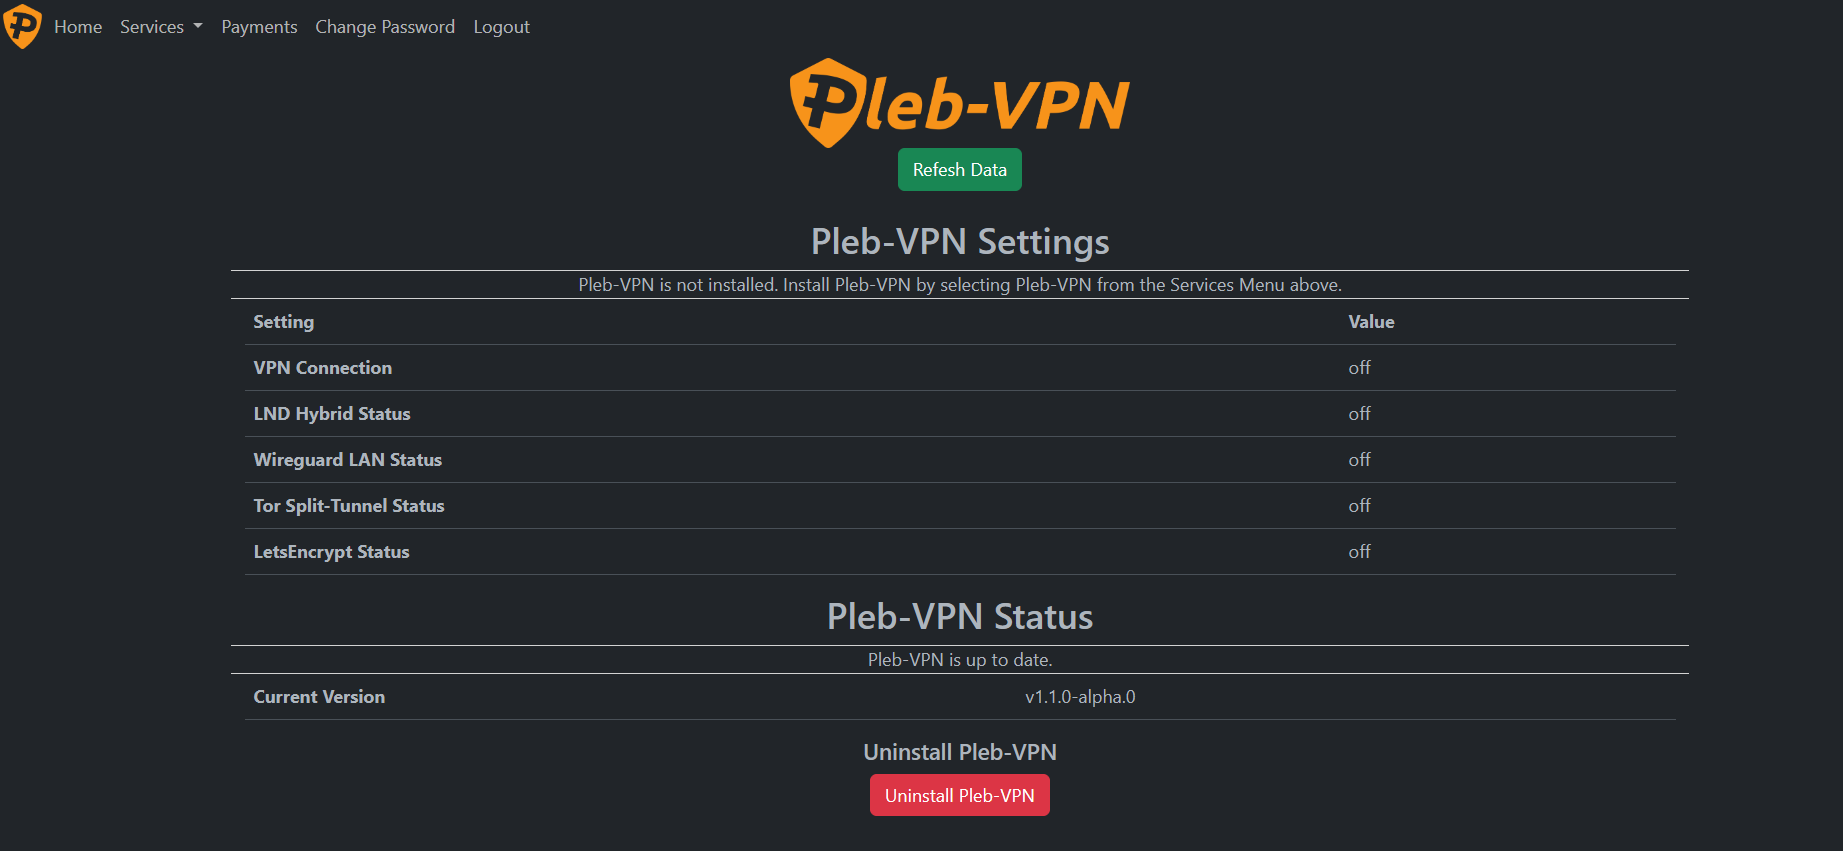 Home Services Payments Change Password Logout
Pleb-VPN
Refesh Data
Pleb-VPN Settings
Pleb-VPN is not installed. Install Pleb-VPN by selecting Pleb-VPN from the Services Menu above.
Setting Value
VPN Connection off
LND Hybrid Status off
Wireguard LAN Status off
Tor Split-Tunnel Status off
LetsEncrypt Status off
Pleb-VPN Status
Pleb-VPN is up to date.
Current Version v1.1.0-alpha.0
Uninstall Pleb-VPN
Uninstall Pleb-VPN